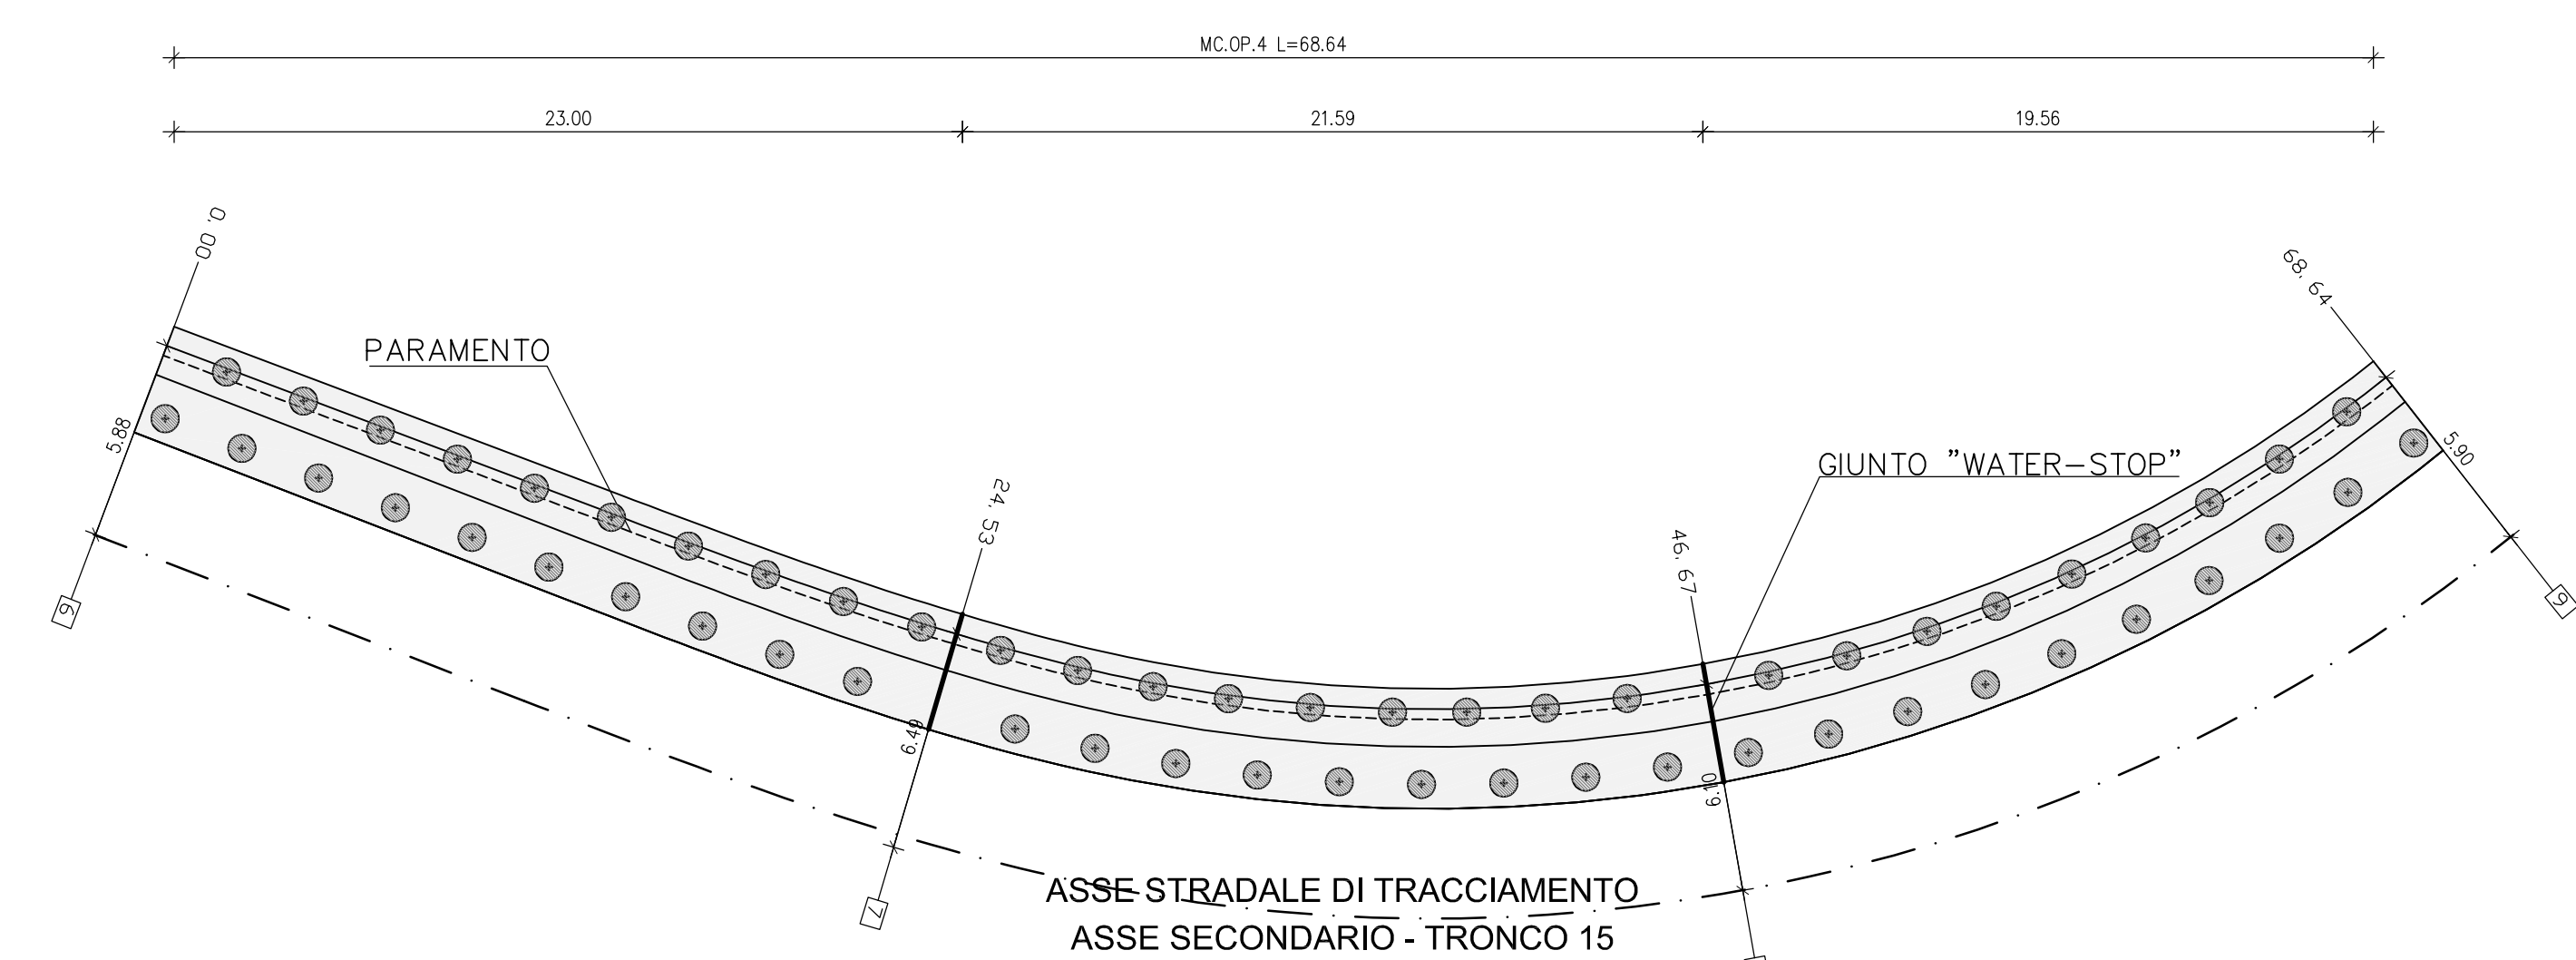 MC.OP.4 L=68.64
23.00
21.59
19.56
0,00
68,64
PARAMENTO
5.88
5.90
GIUNTO "WATER-STOP"
24,53
46,67
6
9
6.49
6.10
7
ASSE STRADALE DI TRACCIAMENTO
ASSE SECONDARIO - TRONCO 15